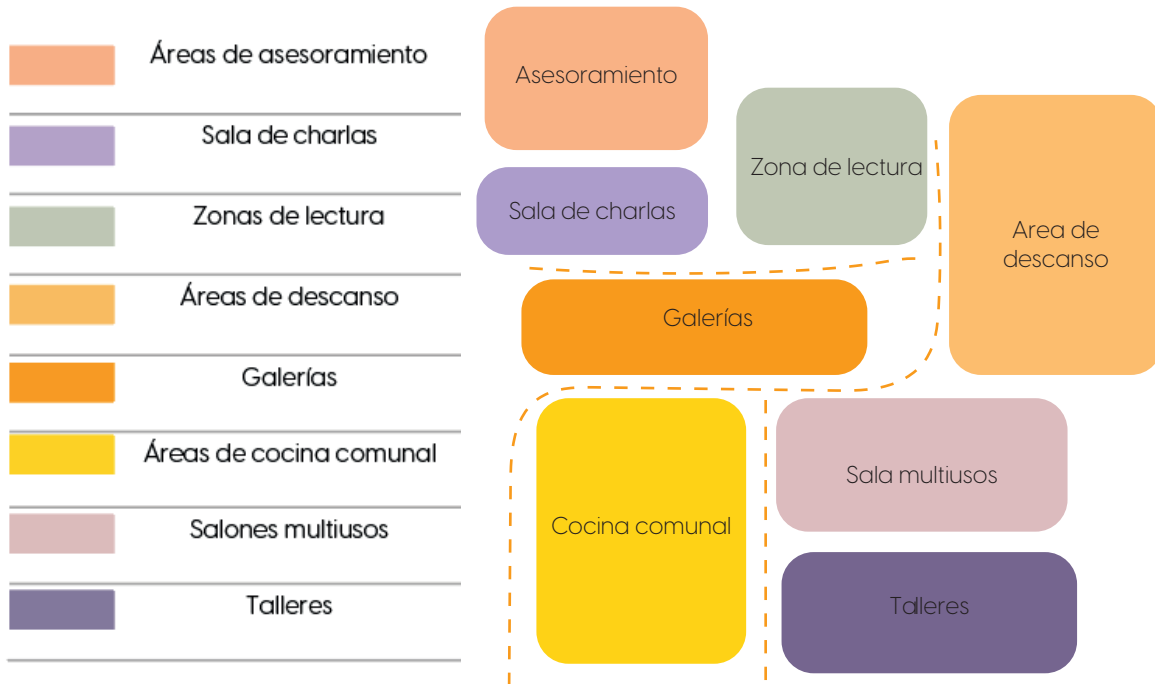 Áreas de asesoramiento
Sala de charlas
Zonas de lectura
Áreas de descanso
Galerías
Áreas de cocina comunal
Salones multiusos
Talleres
Asesoramiento
Zona de lectura
Sala de charlas
Area de
descanso
Galerías
Sala multiusos
Cocina comunal
Talleres